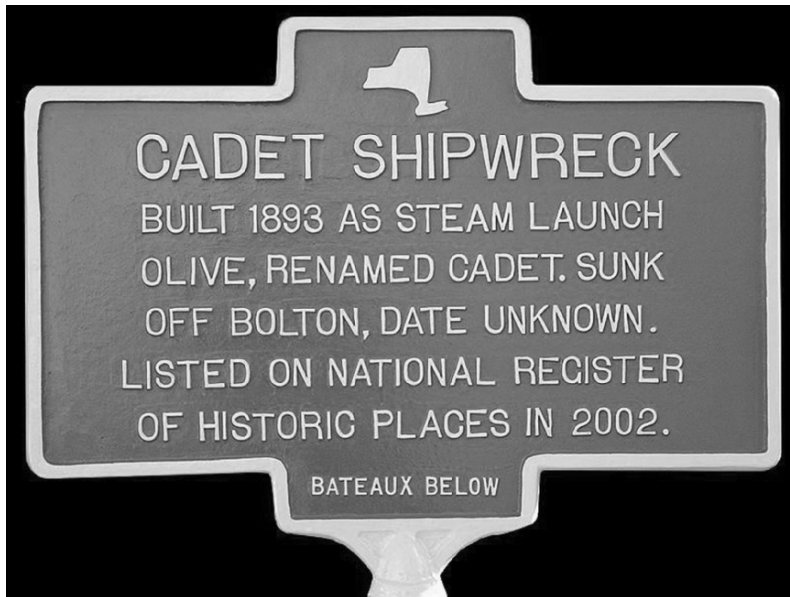 CADET SHIPWRECK
BUILT 1893 AS STEAM LAUNCH
OLIVE, RENAMED CADET. SUNK
OFF BOLTON, DATE UNKNOWN.
LISTED ON NATIONAL REGISTER
OF HISTORIC PLACES IN 2002.
BATEAUX BELOW